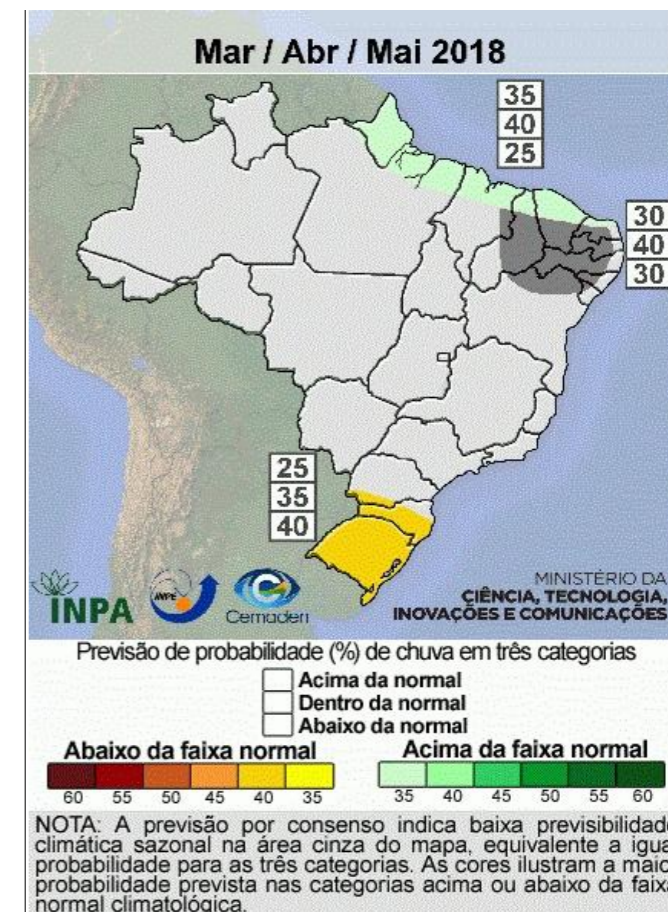 Mar / Abr / Mai 2018
35
40
25
30
40
30
25
35
40
INPA
INPE
Cemaden
MINISTÉRIO DA
CIÊNCIA, TECNOLOGIA,
INOVAÇÕES E COMUNICAÇÕES
Previsão de probabilidade (%) de chuva em três categorias
Acima da normal
Dentro da normal
Abaixo da normal
Abaixo da faixa normal
Acima da faixa normal
60 55 50 45 40 35
35 40 45 50 55 60
NOTA: A previsão por consenso indica baixa previsibilidade
climática sazonal na área cinza do mapa, equivalente a igua
probabilidade para as três categorias. As cores ilustram a maio
probabilidade prevista nas categorias acima ou abaixo da faixa
normal climatológica.